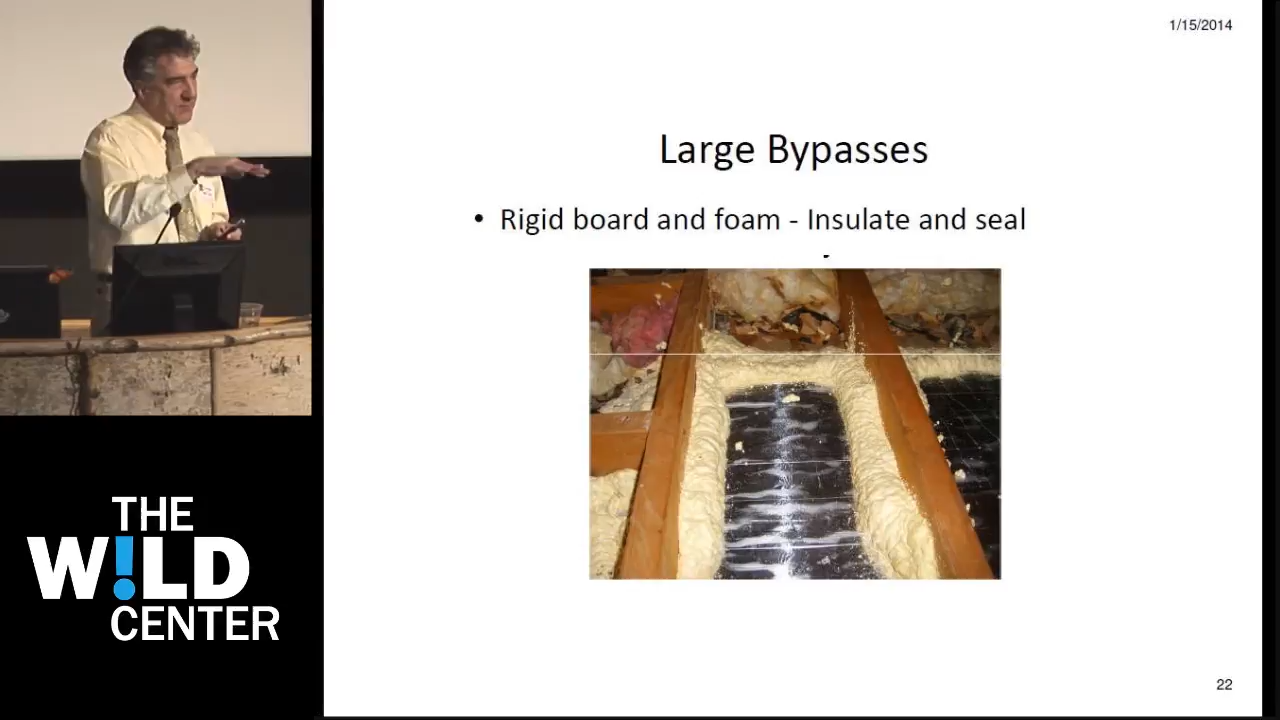 1/15/2014
Large Bypasses
• Rigid board and foam - Insulate and seal
THE
W!LD
CENTER
22